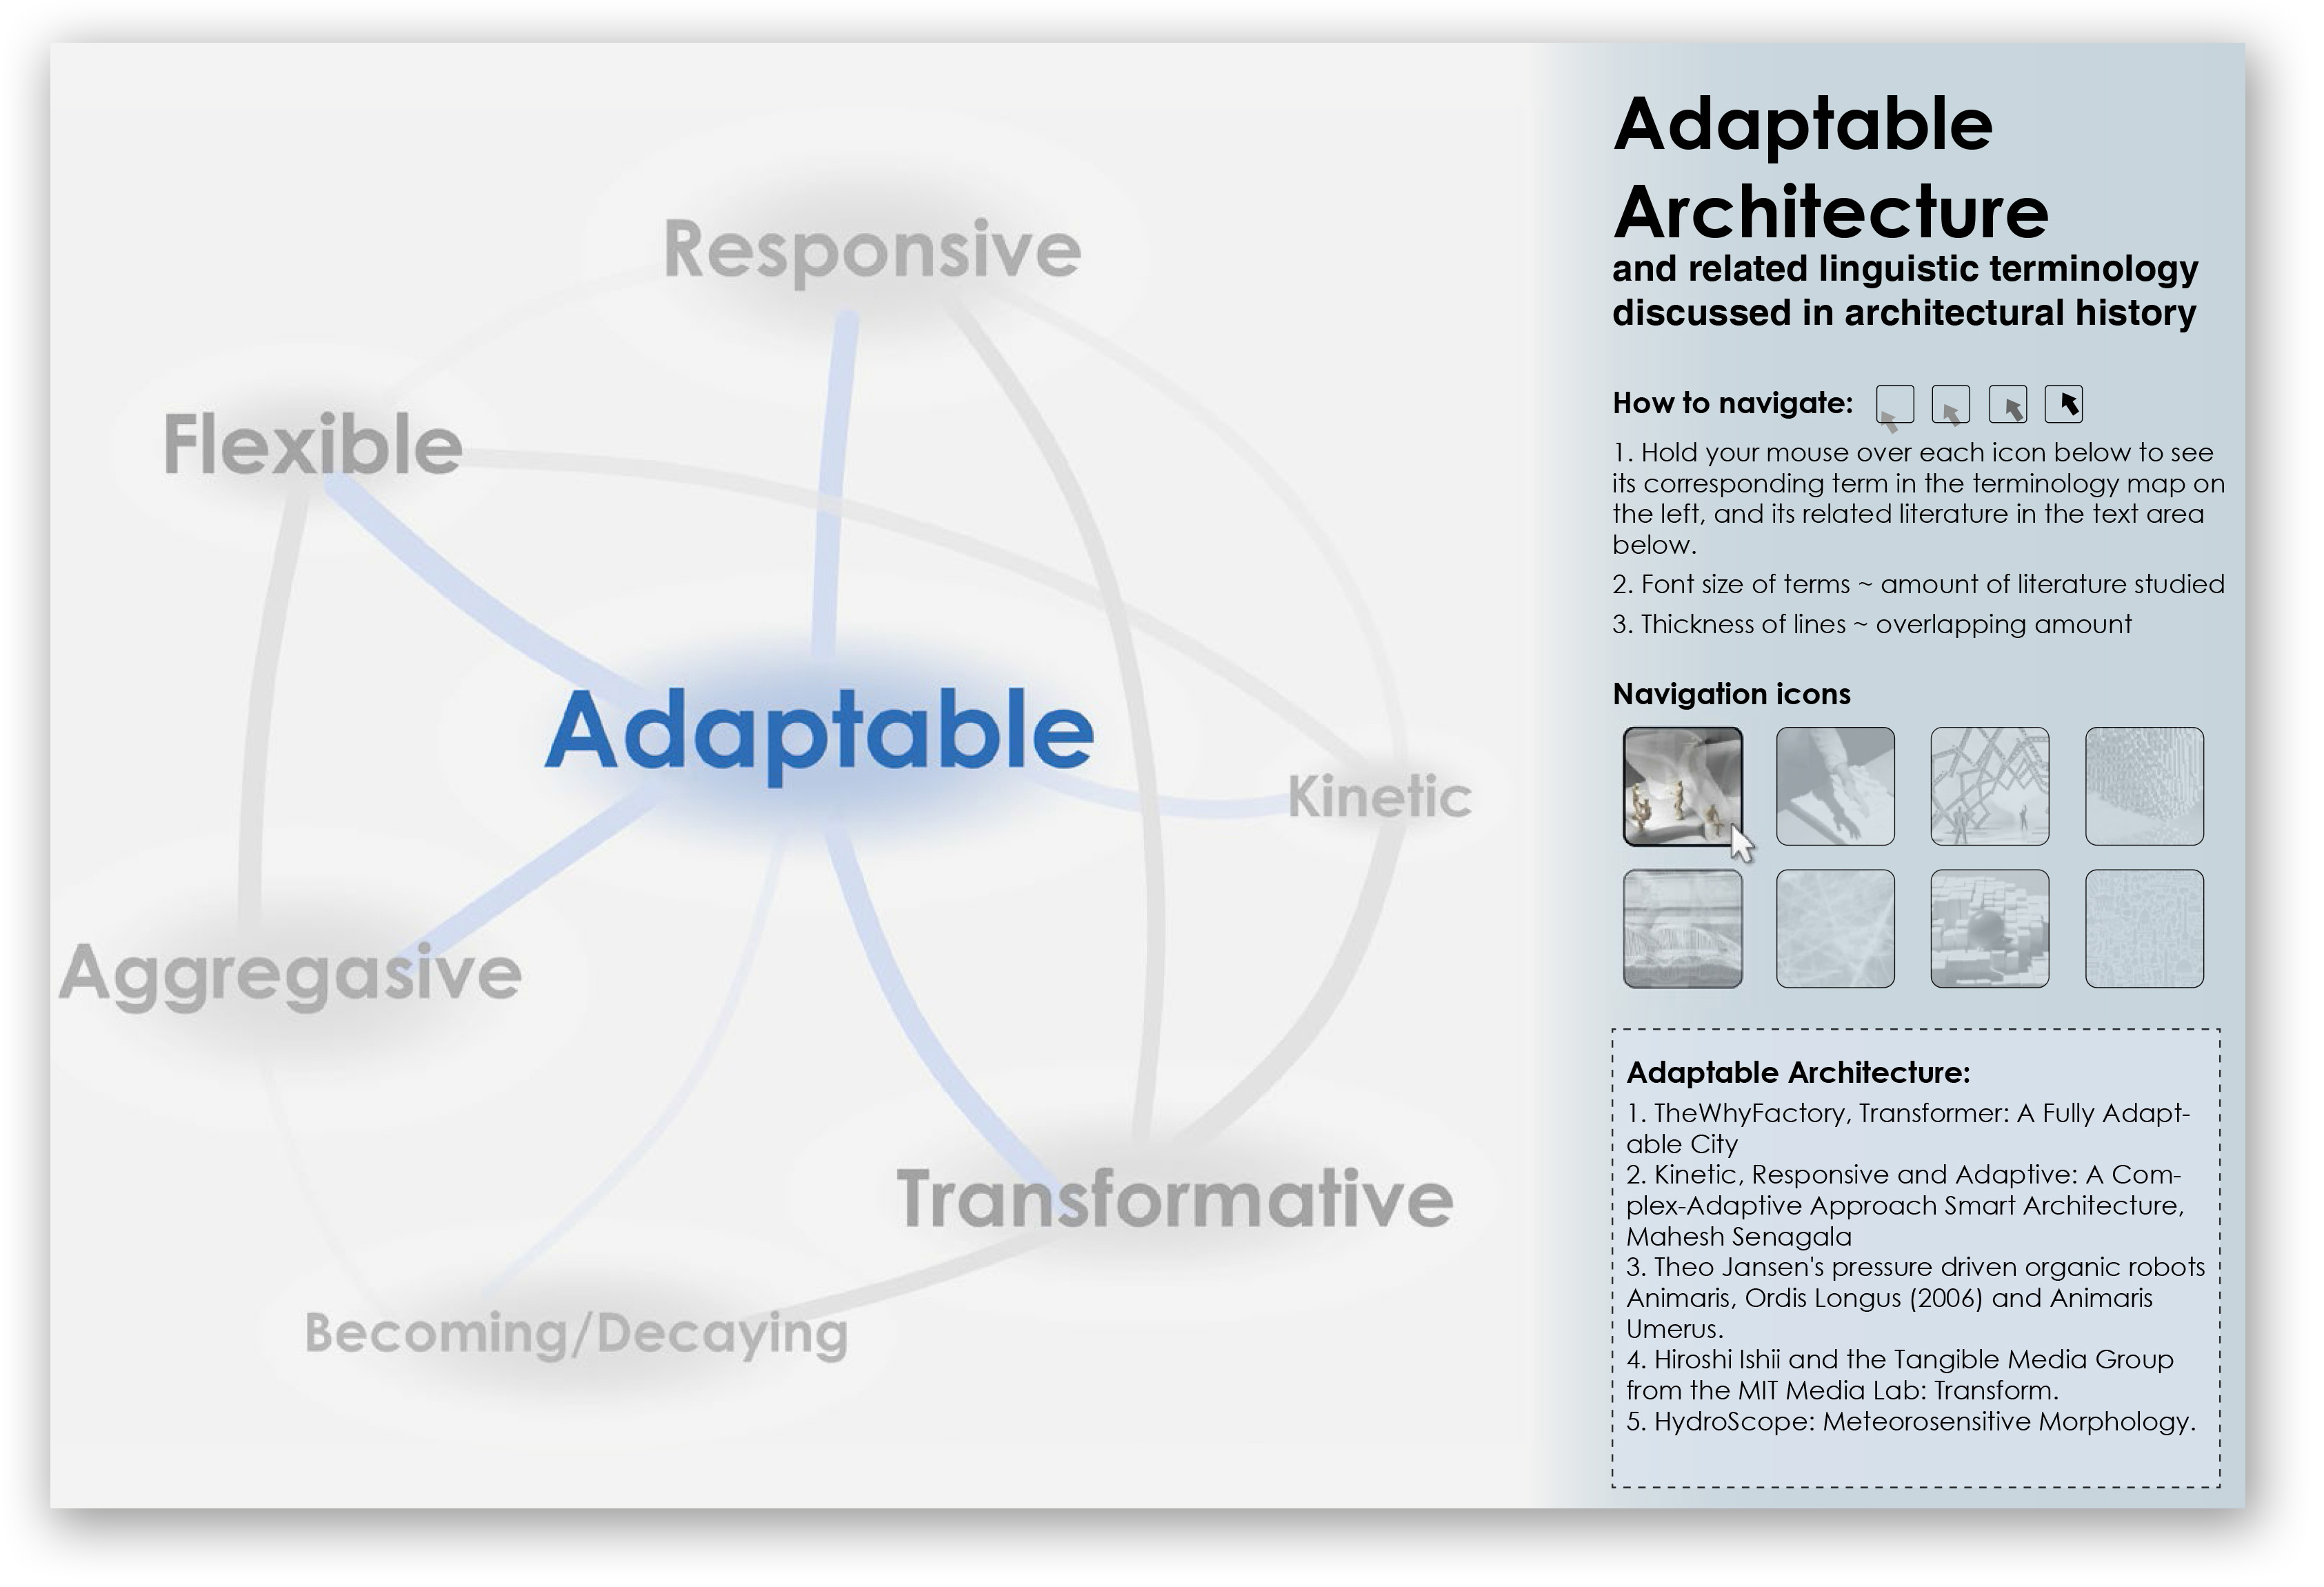 Responsive
Flexible
Adaptable
Kinetic
Aggregasive
Transformative
Becoming/Decaying
Adaptable
Architecture
and related linguistic terminology
discussed in architectural history
How to navigate:
1. Hold your mouse over each icon below to see
its corresponding term in the terminology map on
the left, and its related literature in the text area
below.
2. Font size of terms ~ amount of literature studied
3. Thickness of lines ~ overlapping amount
Navigation icons
Adaptable Architecture:
1. TheWhyFactory, Transformer: A Fully Adapt-
able City
2. Kinetic, Responsive and Adaptive: A Com-
plex-Adaptive Approach Smart Architecture,
Mahesh Senagala
3. Theo Jansen's pressure driven organic robots
Animaris, Ordis Longus (2006) and Animaris
Umerus.
4. Hiroshi Ishii and the Tangible Media Group
from the MIT Media Lab: Transform.
5. HydroScope: Meteorosensitive Morphology.